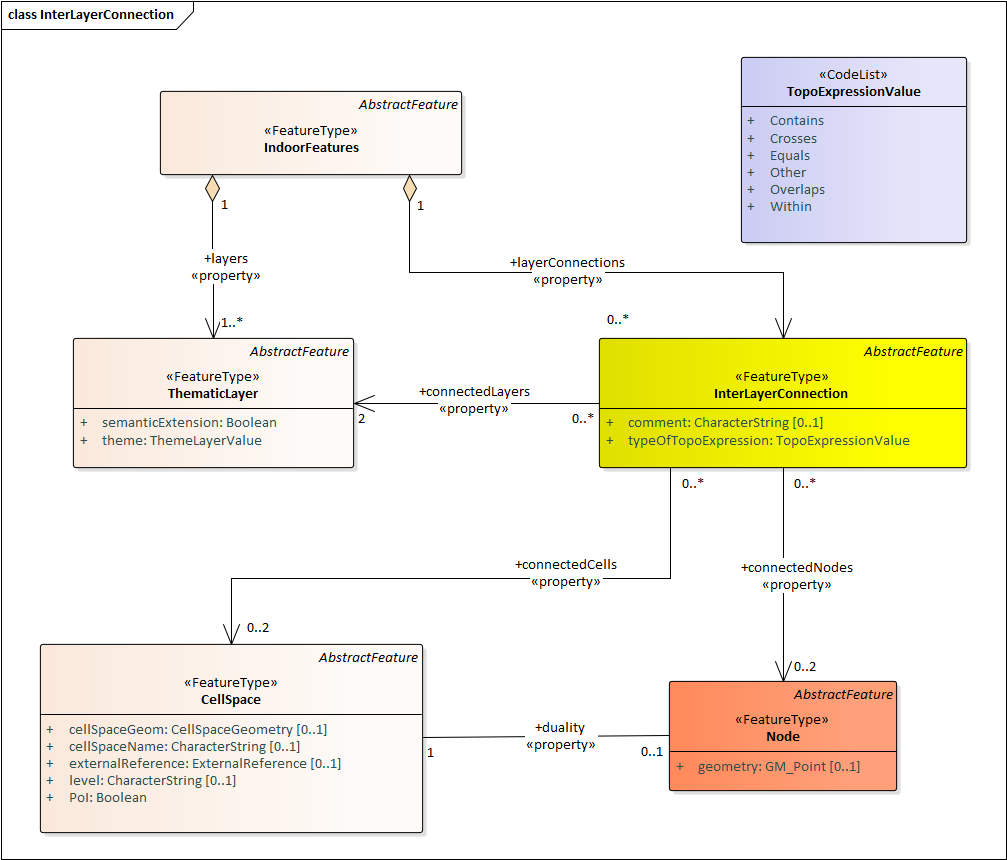 class InterLayerConnection
«CodeList»
TopoExpressionValue
+ Contains
+ Crosses
+ Equals
+ Other
+ Overlaps
+ Within
AbstractFeature
«FeatureType»
IndoorFeatures
1
1
+layers
«property»
+layerConnections
«property»
1..*
0..*
AbstractFeature
«FeatureType»
ThematicLayer
+ semanticExtension: Boolean
+ theme: ThemeLayerValue
+connectedLayers
«property»
2
0..*
AbstractFeature
«FeatureType»
InterLayerConnection
+ comment: CharacterString [0..1]
+ typeOfTopoExpression: TopoExpressionValue
0..*
0..*
+connectedCells
«property»
+connectedNodes
«property»
0..2
0..2
AbstractFeature
«FeatureType»
CellSpace
+ cellSpaceGeom: CellSpaceGeometry [0..1]
+ cellSpaceName: CharacterString [0..1]
+ externalReference: ExternalReference [0..1]
+ level: CharacterString [0..1]
+ PoI: Boolean
+duality
«property»
1
0..1
AbstractFeature
«FeatureType»
Node
+ geometry: GM_Point [0..1]